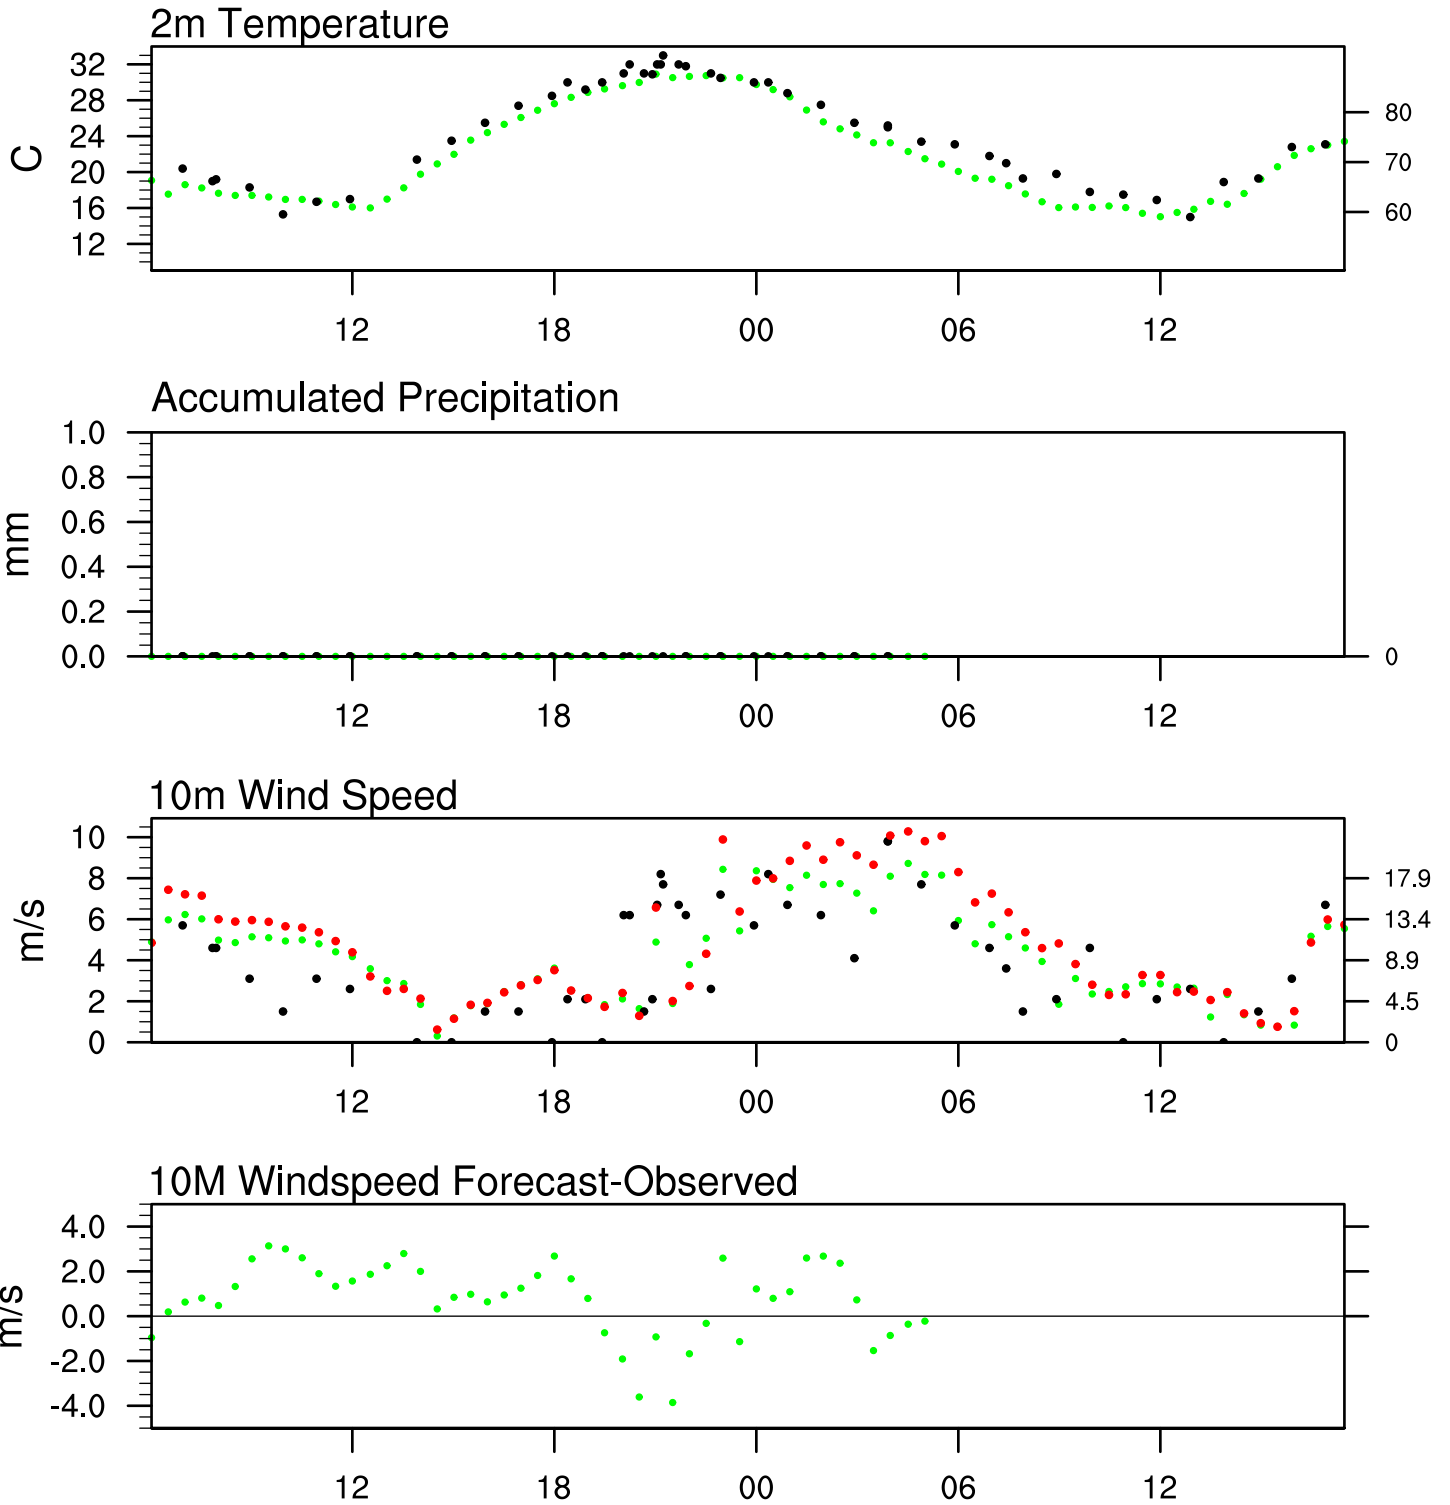 2m Temperature
32
28
24
20
16
12
C
80
70
60
12 18 00 06 12
Accumulated Precipitation
1.0
0.8
0.6
0.4
0.2
0.0
mm
0
12 18 00 06 12
10m Wind Speed
10
8
6
4
2
0
m/s
17.9
13.4
8.9
4.5
0
12 18 00 06 12
10M Windspeed Forecast-Observed
4.0
2.0
0.0
-2.0
-4.0
m/s
12 18 00 06 12